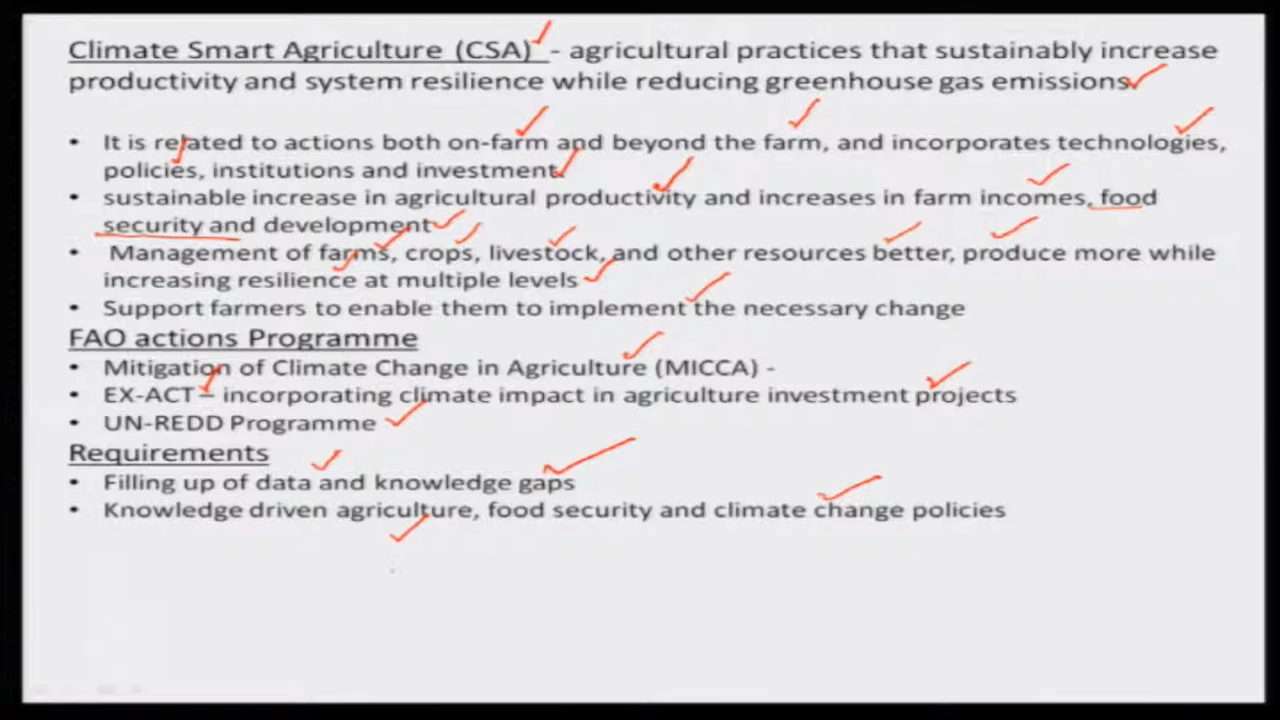 Climate Smart Agriculture (CSA) - agricultural practices that sustainably increase
productivity and system resilience while reducing greenhouse gas emissions.
• It is related to actions both on-farm and beyond the farm, and incorporates technologies,
policies, institutions and investment.
• sustainable increase in agricultural productivity and increases in farm incomes, food
security and development
• Management of farms, crops, livestock, and other resources better, produce more while
increasing resilience at multiple levels
• Support farmers to enable them to implement the necessary change
FAO actions Programme
• Mitigation of Climate Change in Agriculture (MICCA) -
• EX-ACT – incorporating climate impact in agriculture investment projects
• UN-REDD Programme
Requirements
• Filling up of data and knowledge gaps
• Knowledge driven agriculture, food security and climate change policies